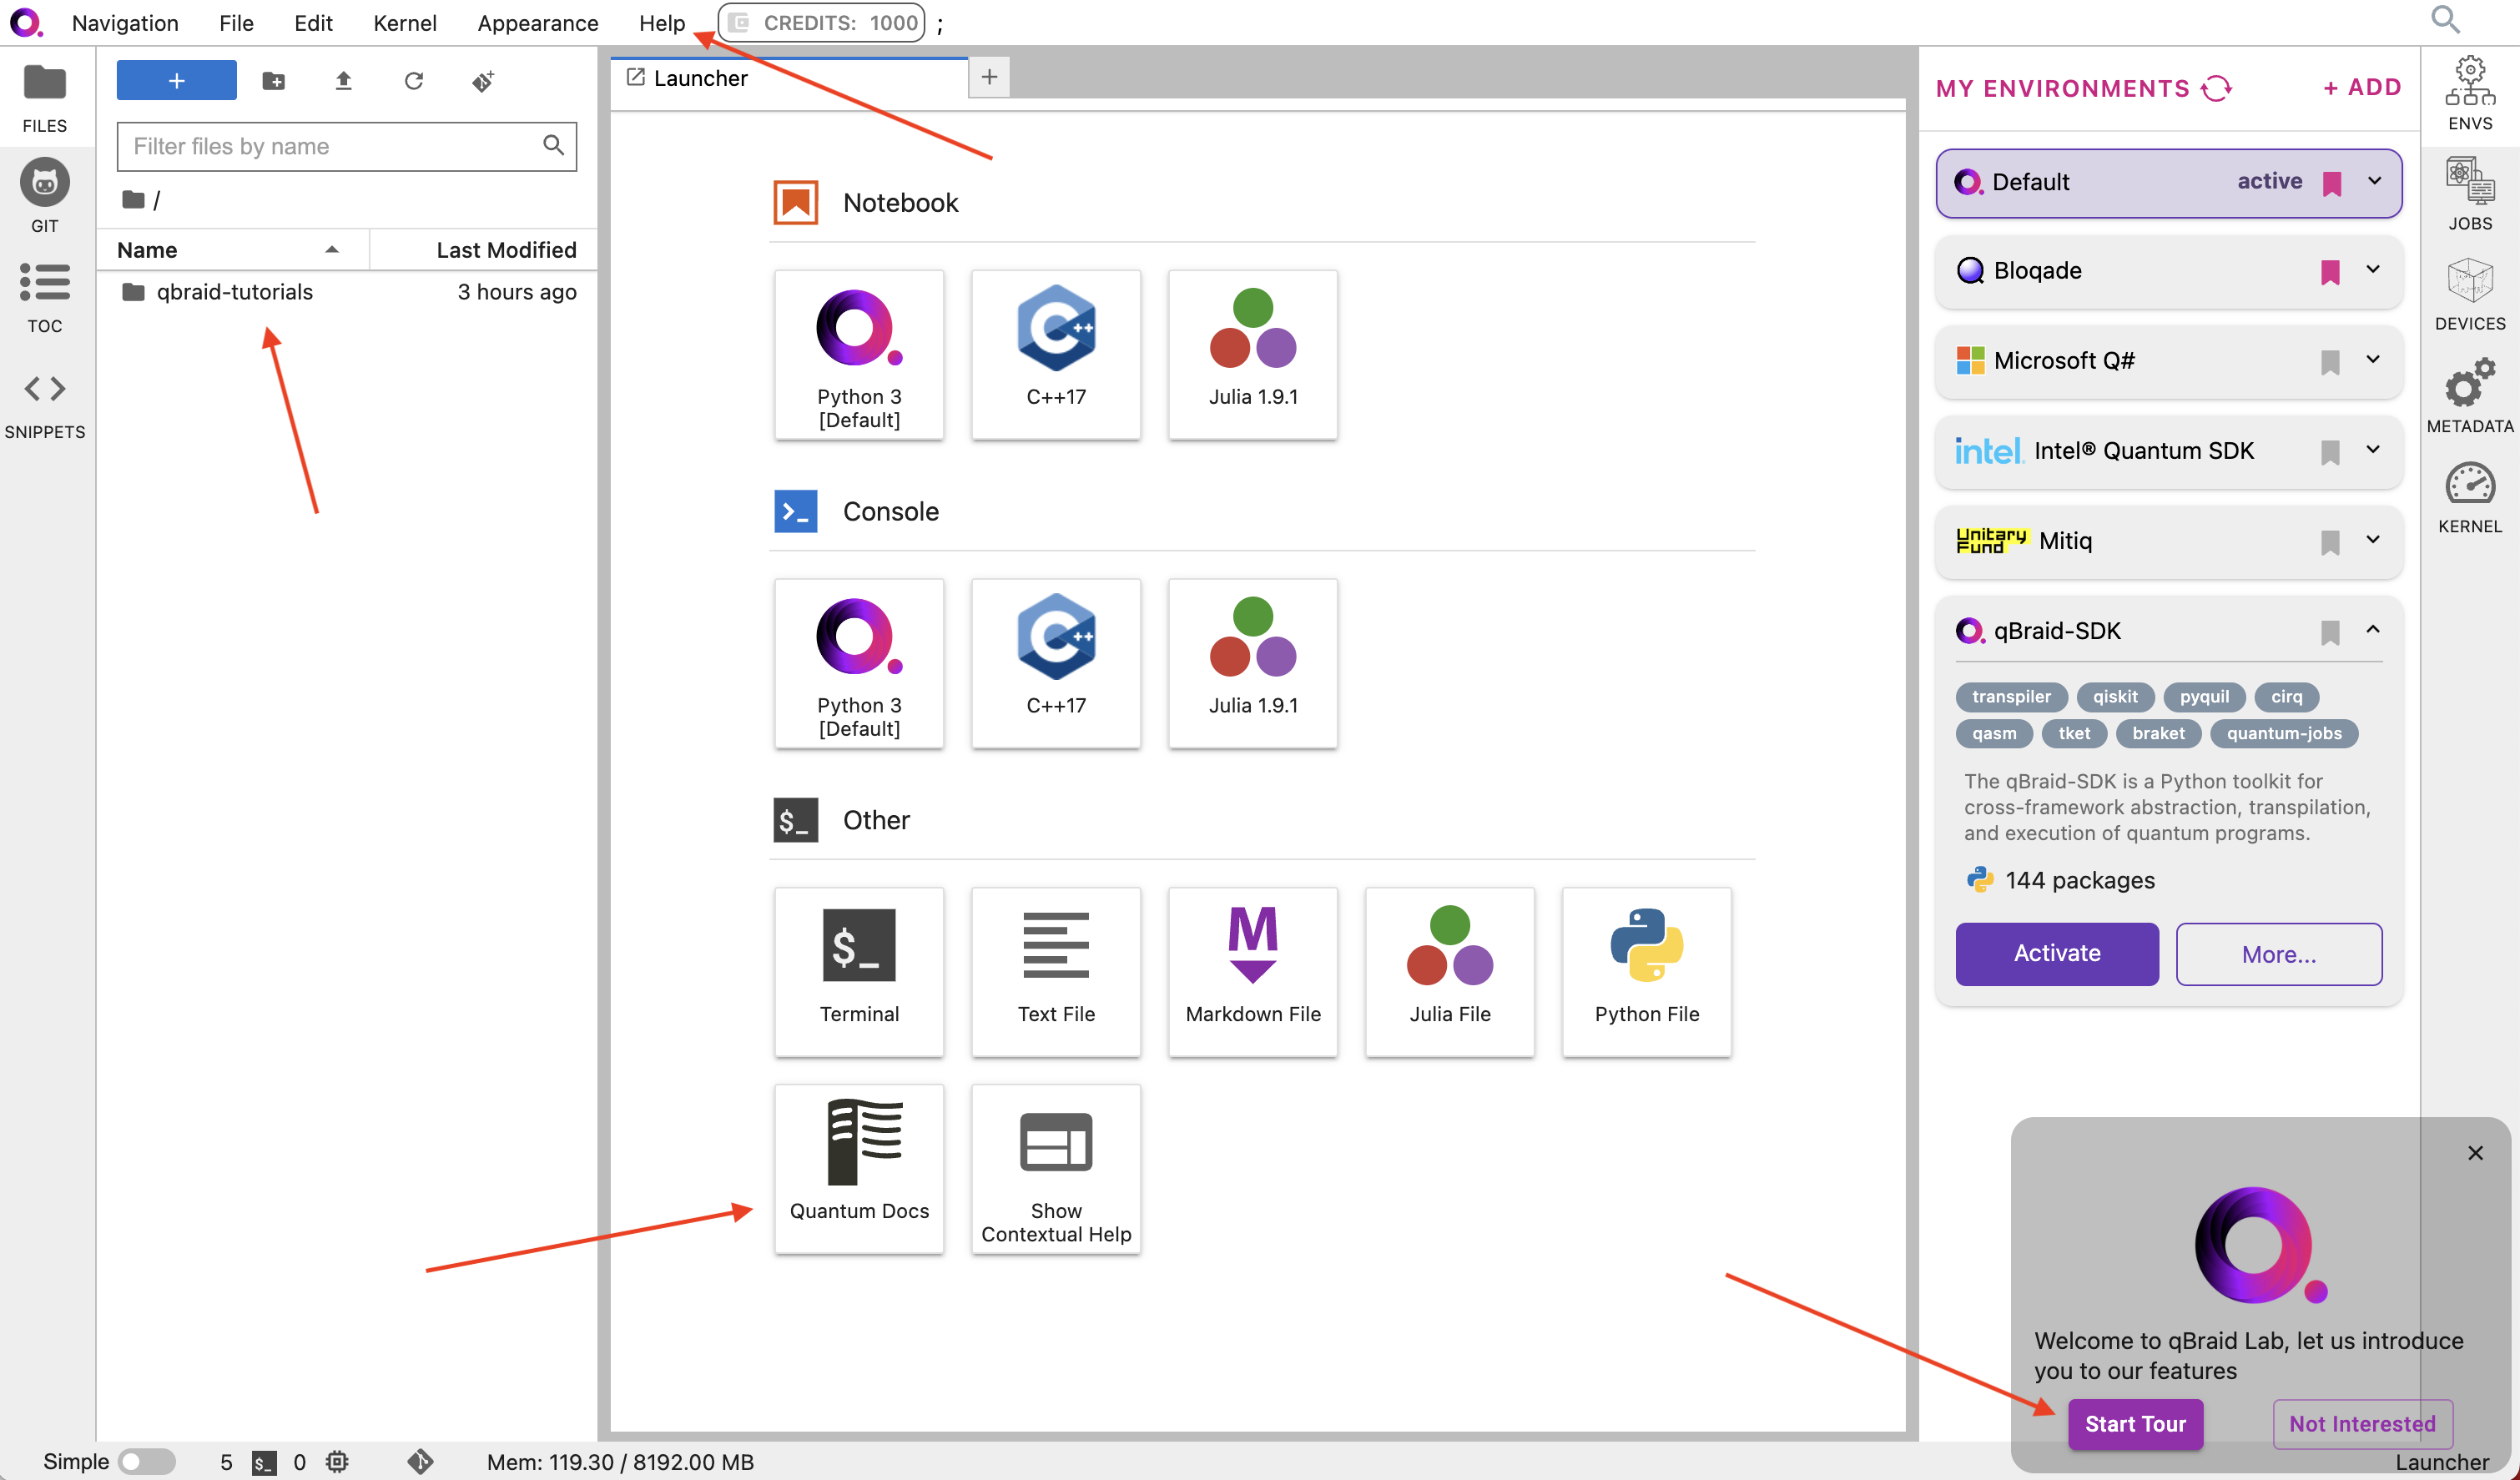 Navigation File Edit Kernel Appearance Help CREDITS: 1000 ;
FILES
GIT
TOC
SNIPPETS
+
Filter files by name
/
Name Last Modified
qbraid-tutorials 3 hours ago
Launcher +
Notebook
Python 3
[Default]
C++17
Julia 1.9.1
Console
Python 3
[Default]
C++17
Julia 1.9.1
$_ Other
$_
Terminal
Text File
M
Markdown File
Julia File
Python File
Quantum Docs
Show
Contextual Help
MY ENVIRONMENTS + ADD
Default active
Bloqade
Microsoft Q#
intel. Intel® Quantum SDK
Unitary
Fund
Mitiq
qBraid-SDK
transpiler qiskit pyquil cirq
qasm tket braket quantum-jobs
The qBraid-SDK is a Python toolkit for
cross-framework abstraction, transpilation,
and execution of quantum programs.
144 packages
Activate More...
ENVS
JOBS
DEVICES
METADATA
KERNEL
Welcome to qBraid Lab, let us introduce
you to our features
Start Tour Not Interested
Simple 5 $_ 0 Mem: 119.30 / 8192.00 MB Launcher